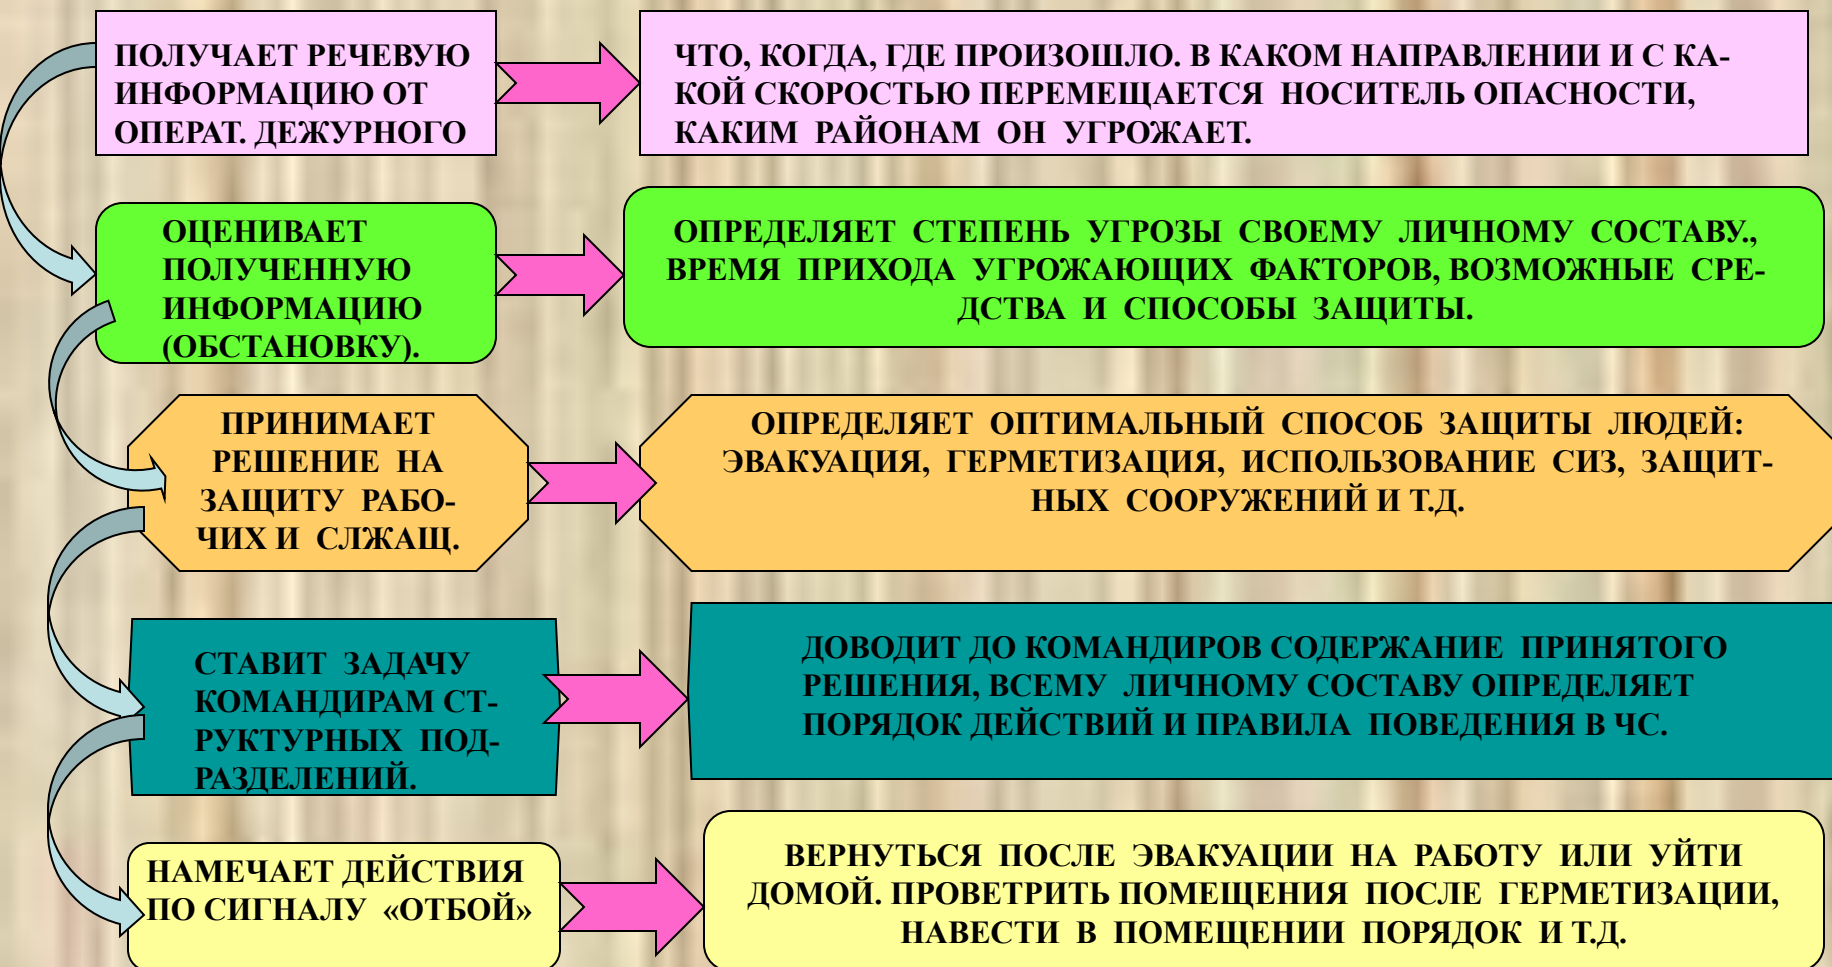 ПОЛУЧАЕТ РЕЧЕВУЮ
ИНФОРМАЦИЮ ОТ
ОПЕРАТ. ДЕЖУРНОГО
ЧТО, КОГДА, ГДЕ ПРОИЗОШЛО. В КАКОМ НАПРАВЛЕНИИ И С КА-
КОЙ СКОРОСТЬЮ ПЕРЕМЕЩАЕТСЯ НОСИТЕЛЬ ОПАСНОСТИ,
КАКИМ РАЙОНАМ ОН УГРОЖАЕТ.
ОЦЕНИВАЕТ
ПОЛУЧЕННУЮ
ИНФОРМАЦИЮ
(ОБСТАНОВКУ).
ОПРЕДЕЛЯЕТ СТЕПЕНЬ УГРОЗЫ СВОЕМУ ЛИЧНОМУ СОСТАВУ.,
ВРЕМЯ ПРИХОДА УГРОЖАЮЩИХ ФАКТОРОВ, ВОЗМОЖНЫЕ СРЕ-
ДСТВА И СПОСОБЫ ЗАЩИТЫ.
ПРИНИМАЕТ
РЕШЕНИЕ НА
ЗАЩИТУ РАБО-
ЧИХ И СЛЖАЩ.
ОПРЕДЕЛЯЕТ ОПТИМАЛЬНЫЙ СПОСОБ ЗАЩИТЫ ЛЮДЕЙ:
ЭВАКУАЦИЯ, ГЕРМЕТИЗАЦИЯ, ИСПОЛЬЗОВАНИЕ СИЗ, ЗАЩИТ-
НЫХ СООРУЖЕНИЙ И Т.Д.
СТАВИТ ЗАДАЧУ
КОМАНДИРАМ СТ-
РУКТУРНЫХ ПОД-
РАЗДЕЛЕНИЙ.
ДОВОДИТ ДО КОМАНДИРОВ СОДЕРЖАНИЕ ПРИНЯТОГО
РЕШЕНИЯ, ВСЕМУ ЛИЧНОМУ СОСТАВУ ОПРЕДЕЛЯЕТ
ПОРЯДОК ДЕЙСТВИЙ И ПРАВИЛА ПОВЕДЕНИЯ В ЧС.
НАМЕЧАЕТ ДЕЙСТВИЯ
ПО СИГНАЛУ «ОТБОЙ»
ВЕРНУТЬСЯ ПОСЛЕ ЭВАКУАЦИИ НА РАБОТУ ИЛИ УЙТИ
ДОМОЙ. ПРОВЕТРИТЬ ПОМЕЩЕНИЯ ПОСЛЕ ГЕРМЕТИЗАЦИИ,
НАВЕСТИ В ПОМЕЩЕНИИ ПОРЯДОК И Т.Д.